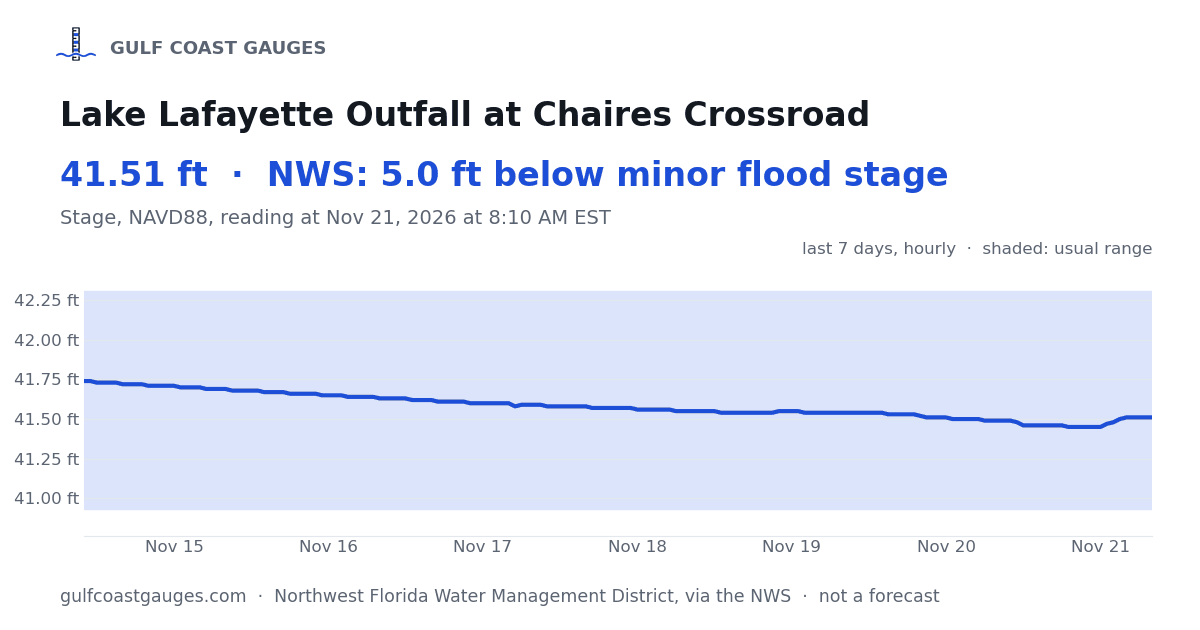 GULF COAST GAUGES
Lake Lafayette Outfall at Chaires Crossroad
41.51 ft · NWS: 5.0 ft below minor flood stage
Stage, NAVD88, reading at Nov 21, 2026 at 8:10 AM EST
last 7 days, hourly · shaded: usual range
42.25 ft
42.00 ft
41.75 ft
41.50 ft
41.25 ft
41.00 ft
Nov 15 Nov 16 Nov 17 Nov 18 Nov 19 Nov 20 Nov 21
gulfcoastgauges.com · Northwest Florida Water Management District, via the NWS · not a forecast